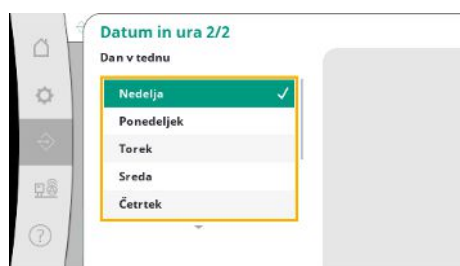 Datum in ura 2/2
Dan v tednu
Nedelja
Ponedeljek
Torek
Sreda
Četrtek